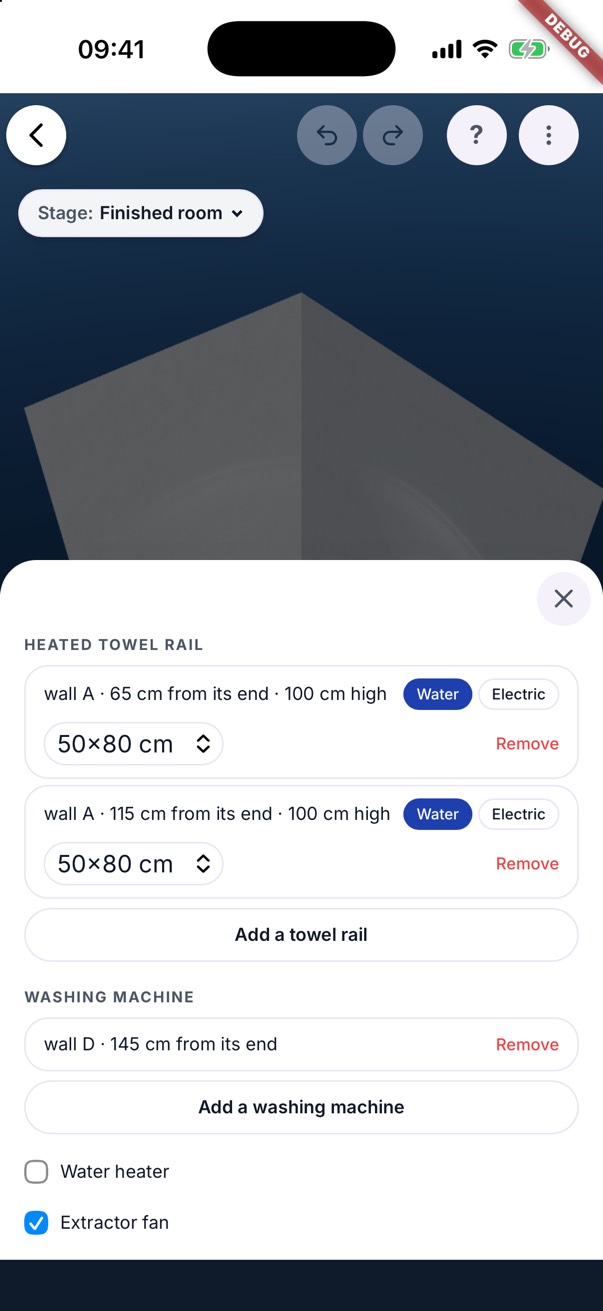 09:41
DEBUG
?
Stage: Finished room
HEATED TOWEL RAIL
wall A · 65 cm from its end · 100 cm high Water Electric
50×80 cm Remove
wall A · 115 cm from its end · 100 cm high Water Electric
50×80 cm Remove
Add a towel rail
WASHING MACHINE
wall D · 145 cm from its end Remove
Add a washing machine
Water heater
Extractor fan